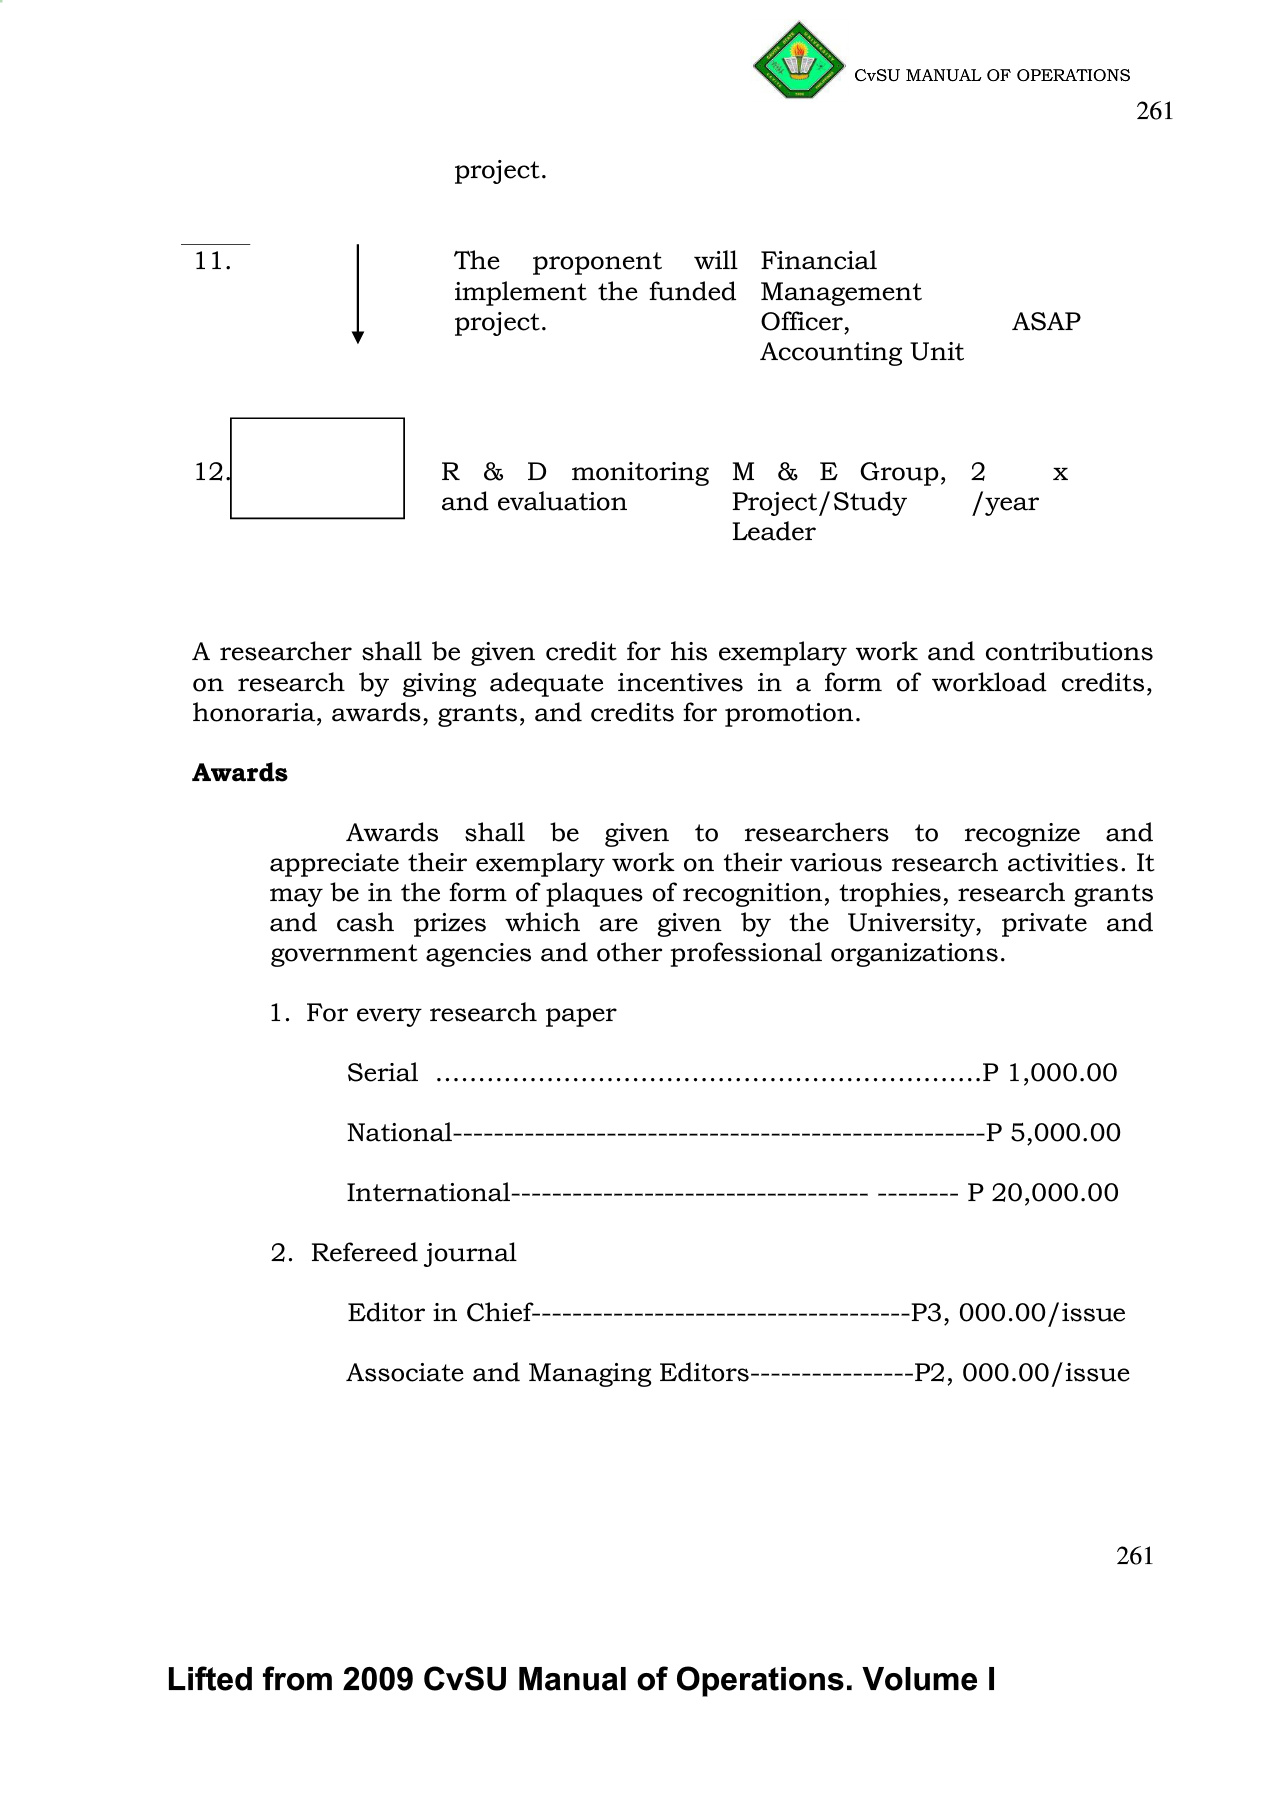 CvSU MANUAL OF OPERATIONS
261
project.
11. The proponent will Financial
implement the funded Management
project. Officer, ASAP
Accounting Unit
12. R & D monitoring M & E Group, 2 x
and evaluation Project/Study /year
Leader
A researcher shall be given credit for his exemplary work and contributions
on research by giving adequate incentives in a form of workload credits,
honoraria, awards, grants, and credits for promotion.
Awards
Awards shall be given to researchers to recognize and
appreciate their exemplary work on their various research activities. It
may be in the form of plaques of recognition, trophies, research grants
and cash prizes which are given by the University, private and
government agencies and other professional organizations.
1. For every research paper
Serial ……………………………………………………….P 1,000.00
National----------------------------------------------------P 5,000.00
International----------------------------------- -------- P 20,000.00
2. Refereed journal
Editor in Chief-------------------------------------P3, 000.00/issue
Associate and Managing Editors----------------P2, 000.00/issue
261
Lifted from 2009 CvSU Manual of Operations. Volume I